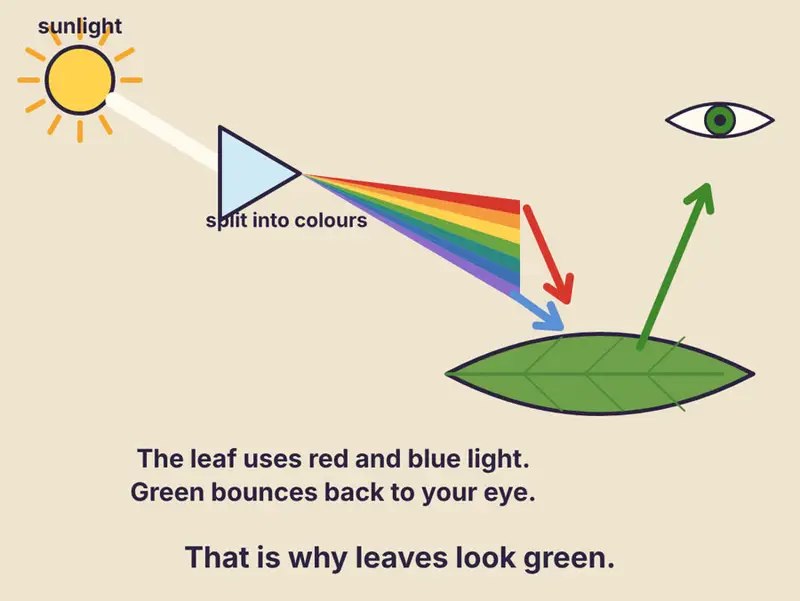 sunlight
split into colours
The leaf uses red and blue light.
Green bounces back to your eye.
That is why leaves look green.